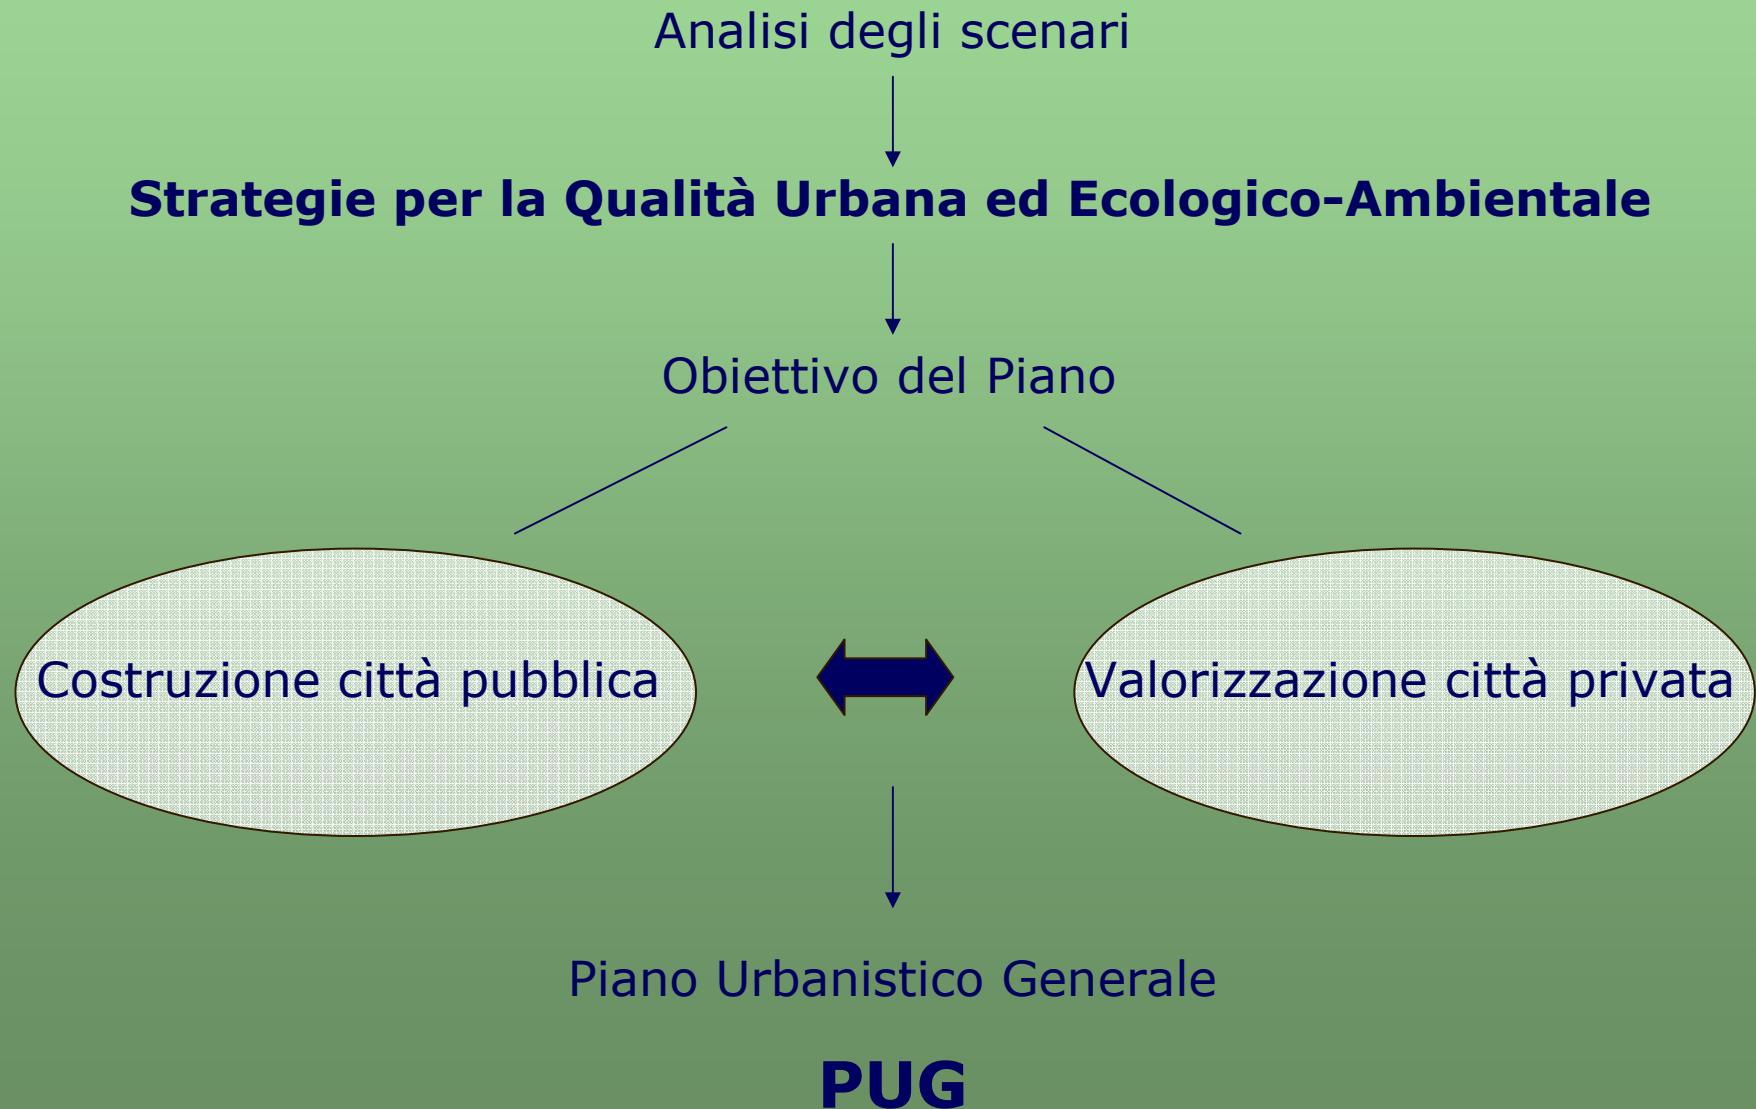 Analisi degli scenari
Strategie per la Qualità Urbana ed Ecologico-Ambientale
Obiettivo del Piano
Costruzione città pubblica
Valorizzazione città privata
Piano Urbanistico Generale
PUG